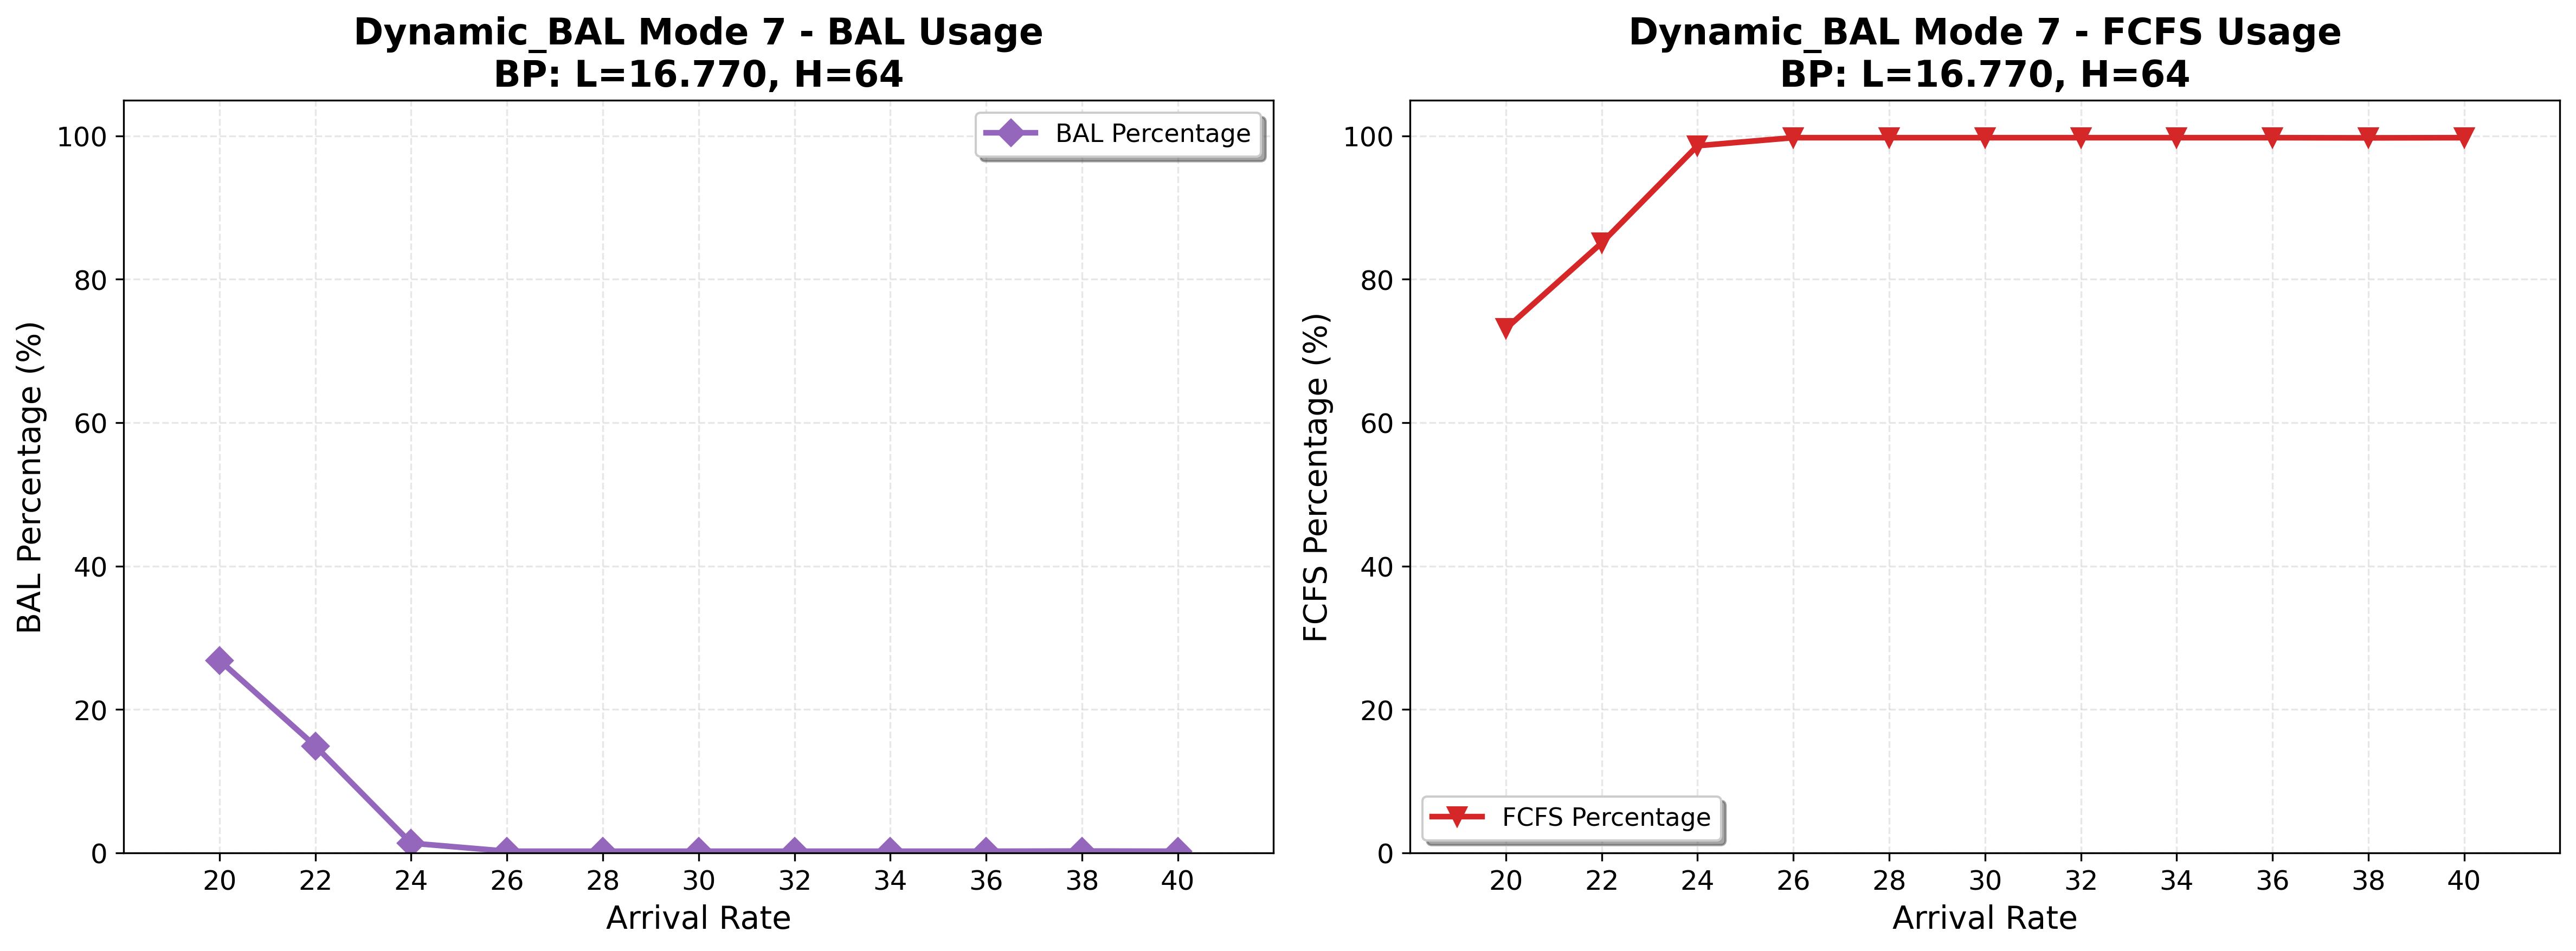 Dynamic_BAL Mode 7 - BAL Usage
BP: L=16.770, H=64
BAL Percentage
100
80
60
40
20
0
BAL Percentage (%)
20 22 24 26 28 30 32 34 36 38 40
Arrival Rate
Dynamic_BAL Mode 7 - FCFS Usage
BP: L=16.770, H=64
100
80
60
40
20
0
FCFS Percentage (%)
FCFS Percentage
20 22 24 26 28 30 32 34 36 38 40
Arrival Rate